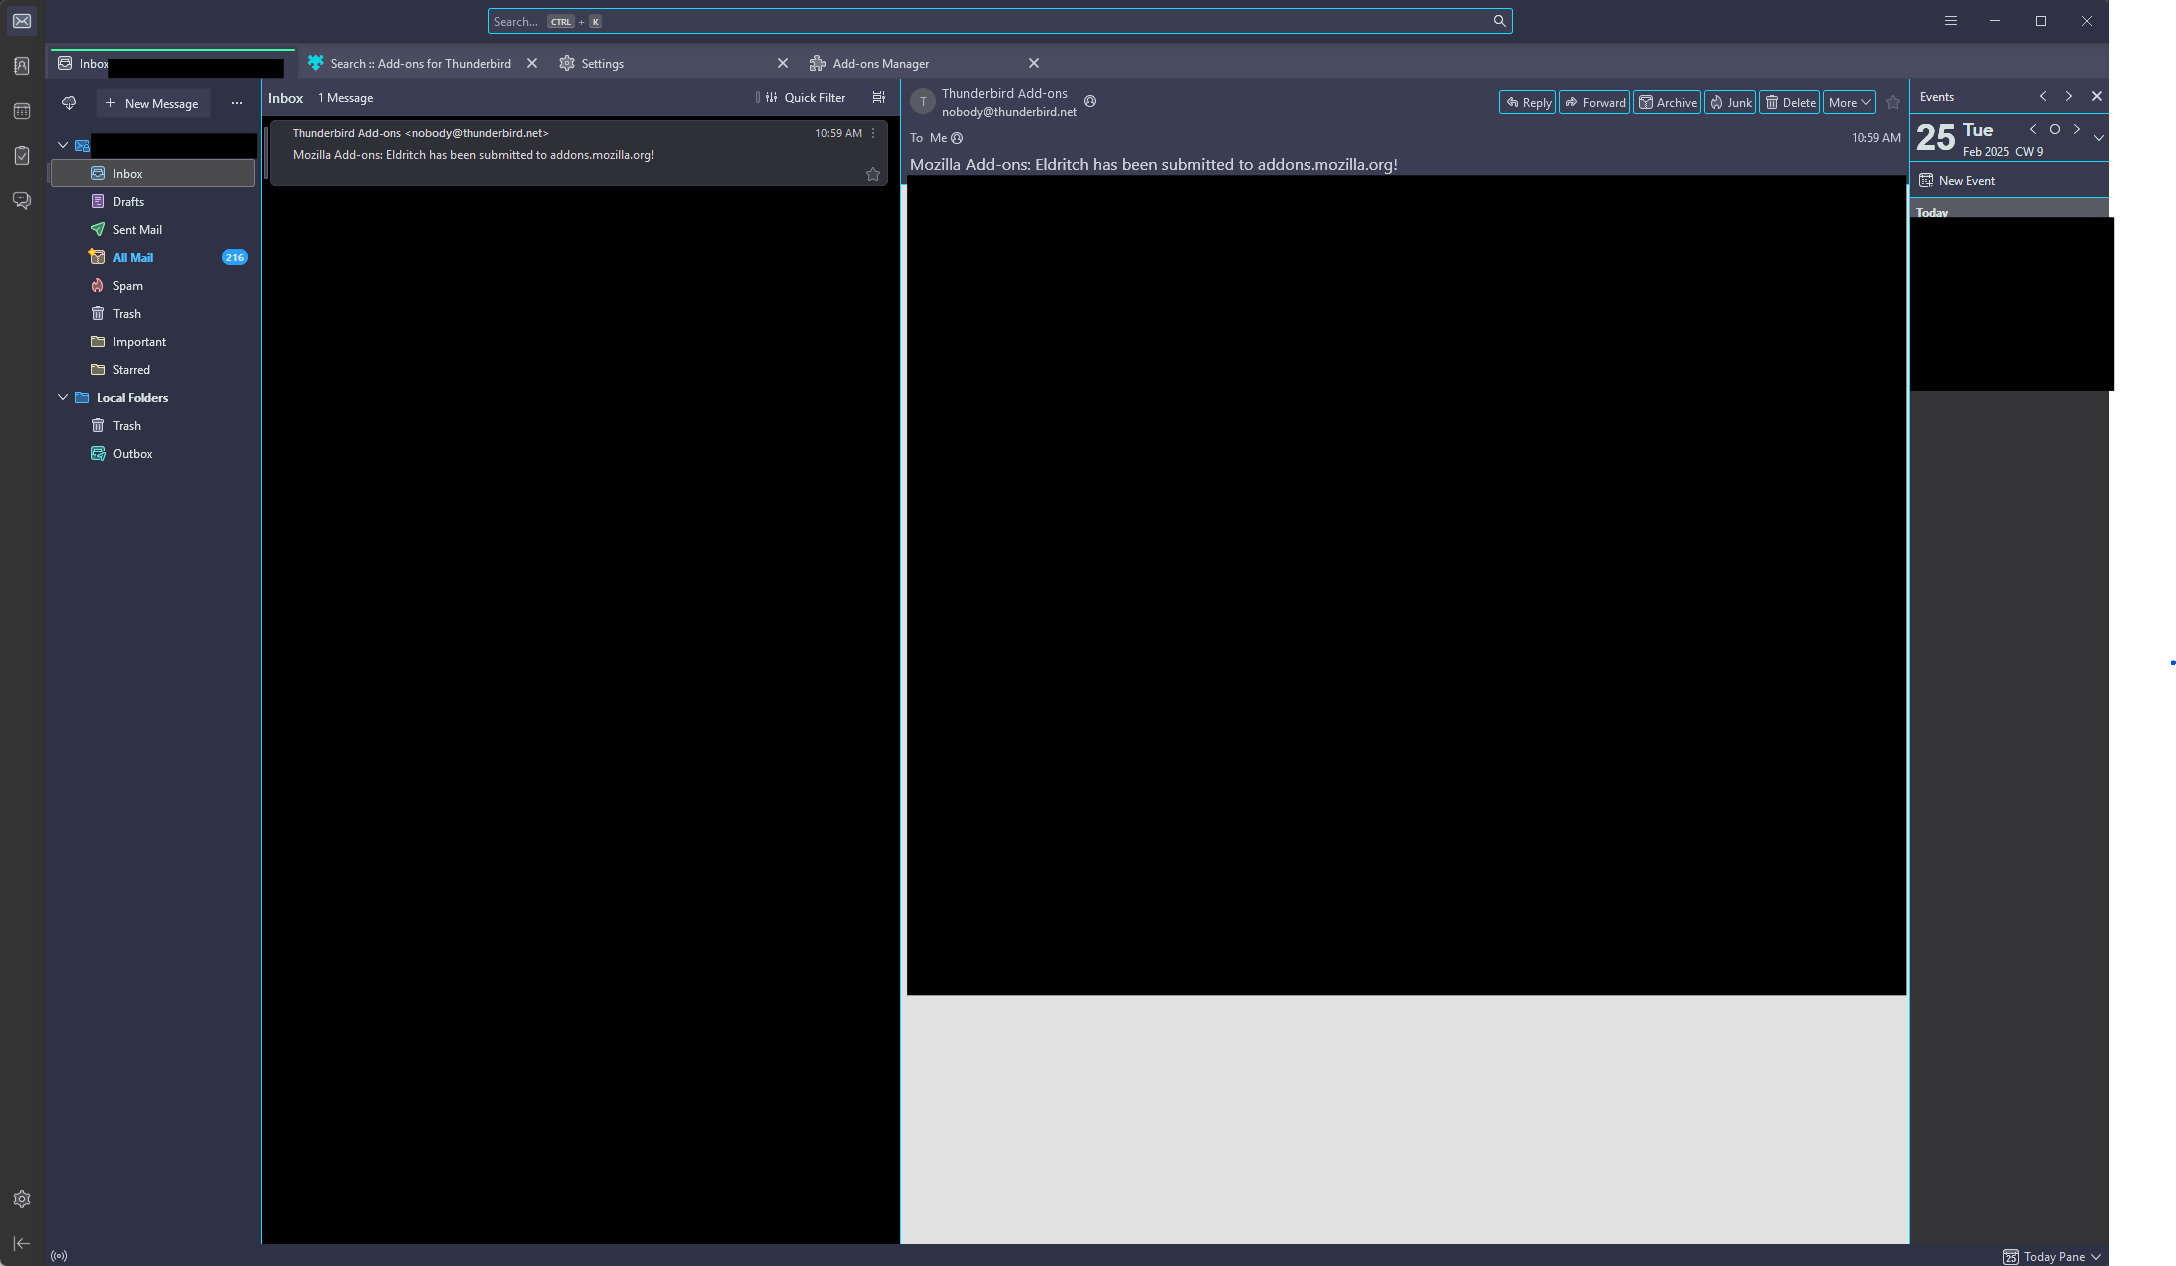 Search... CTRL + K
Inbox
Search :: Add-ons for Thunderbird
Settings
Add-ons Manager
New Message
Inbox
Drafts
Sent Mail
All Mail 216
Spam
Trash
Important
Starred
Local Folders
Trash
Outbox
Inbox 1 Message Quick Filter
Thunderbird Add-ons <nobody@thunderbird.net> 10:59 AM
Mozilla Add-ons: Eldritch has been submitted to addons.mozilla.org!
T
Thunderbird Add-ons
nobody@thunderbird.net
Reply Forward Archive Junk Delete More
To Me 10:59 AM
Mozilla Add-ons: Eldritch has been submitted to addons.mozilla.org!
Events
25 Tue
Feb 2025 CW 9
New Event
Today
25 Today Pane